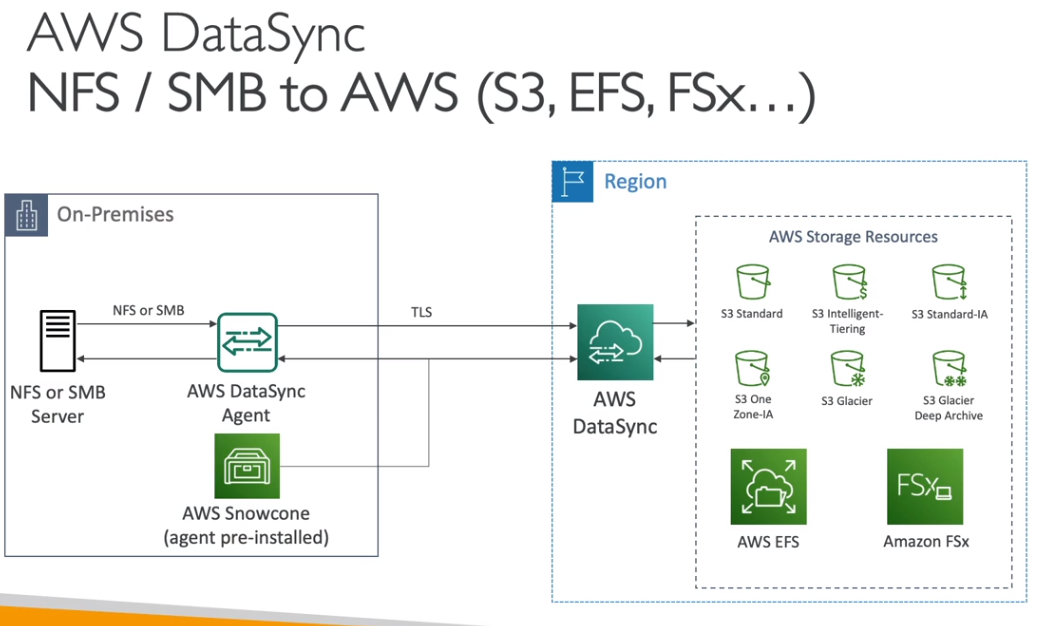 AWS DataSync
NFS / SMB to AWS (S3, EFS, FSx…)
On-Premises
NFS or SMB
NFS or SMB
Server
AWS DataSync
Agent
AWS Snowcone
(agent pre-installed)
TLS
Region
AWS
DataSync
AWS Storage Resources
S3 Standard
S3 Intelligent-
Tiering
S3 Standard-IA
S3 One
Zone-IA
S3 Glacier
S3 Glacier
Deep Archive
AWS EFS
FSx
Amazon FSx